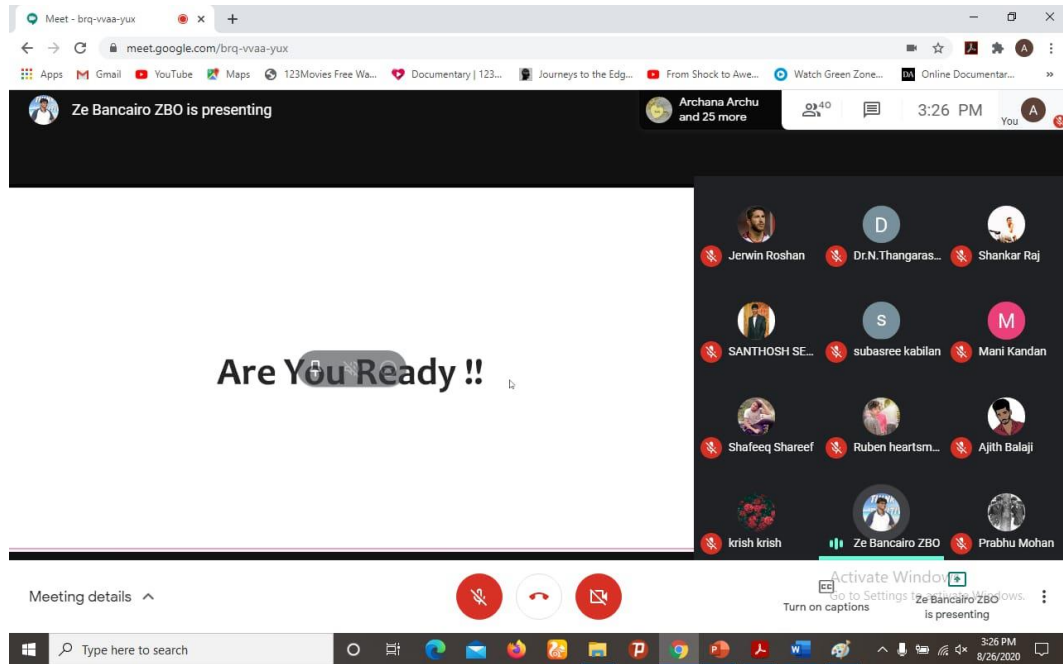 Meet - brq-vvaa-yux
meet.google.com/brq-vvaa-yux
Apps Gmail YouTube Maps 123Movies Free Wa... Documentary | 123... Journeys to the Edg... From Shock to Awe... Watch Green Zone... DA Online Documentar... »
Ze Bancairo ZBO is presenting
Archana Archu
and 25 more
40
3:26 PM
You
A
Are You Ready !!
D
Jerwin Roshan Dr.N.Thangaras... Shankar Raj
S M
SANTHOSH SE... subasree kabilan Mani Kandan
Shafeeq Shareef Ruben heartsm... Ajith Balaji
krish krish Ze Bancairo ZBO Prabhu Mohan
Meeting details
CC
Turn on captions
Activate Windows
Go to Settings to activate Windows.
Ze Bancairo ZBO
is presenting
Type here to search
3:26 PM
8/26/2020